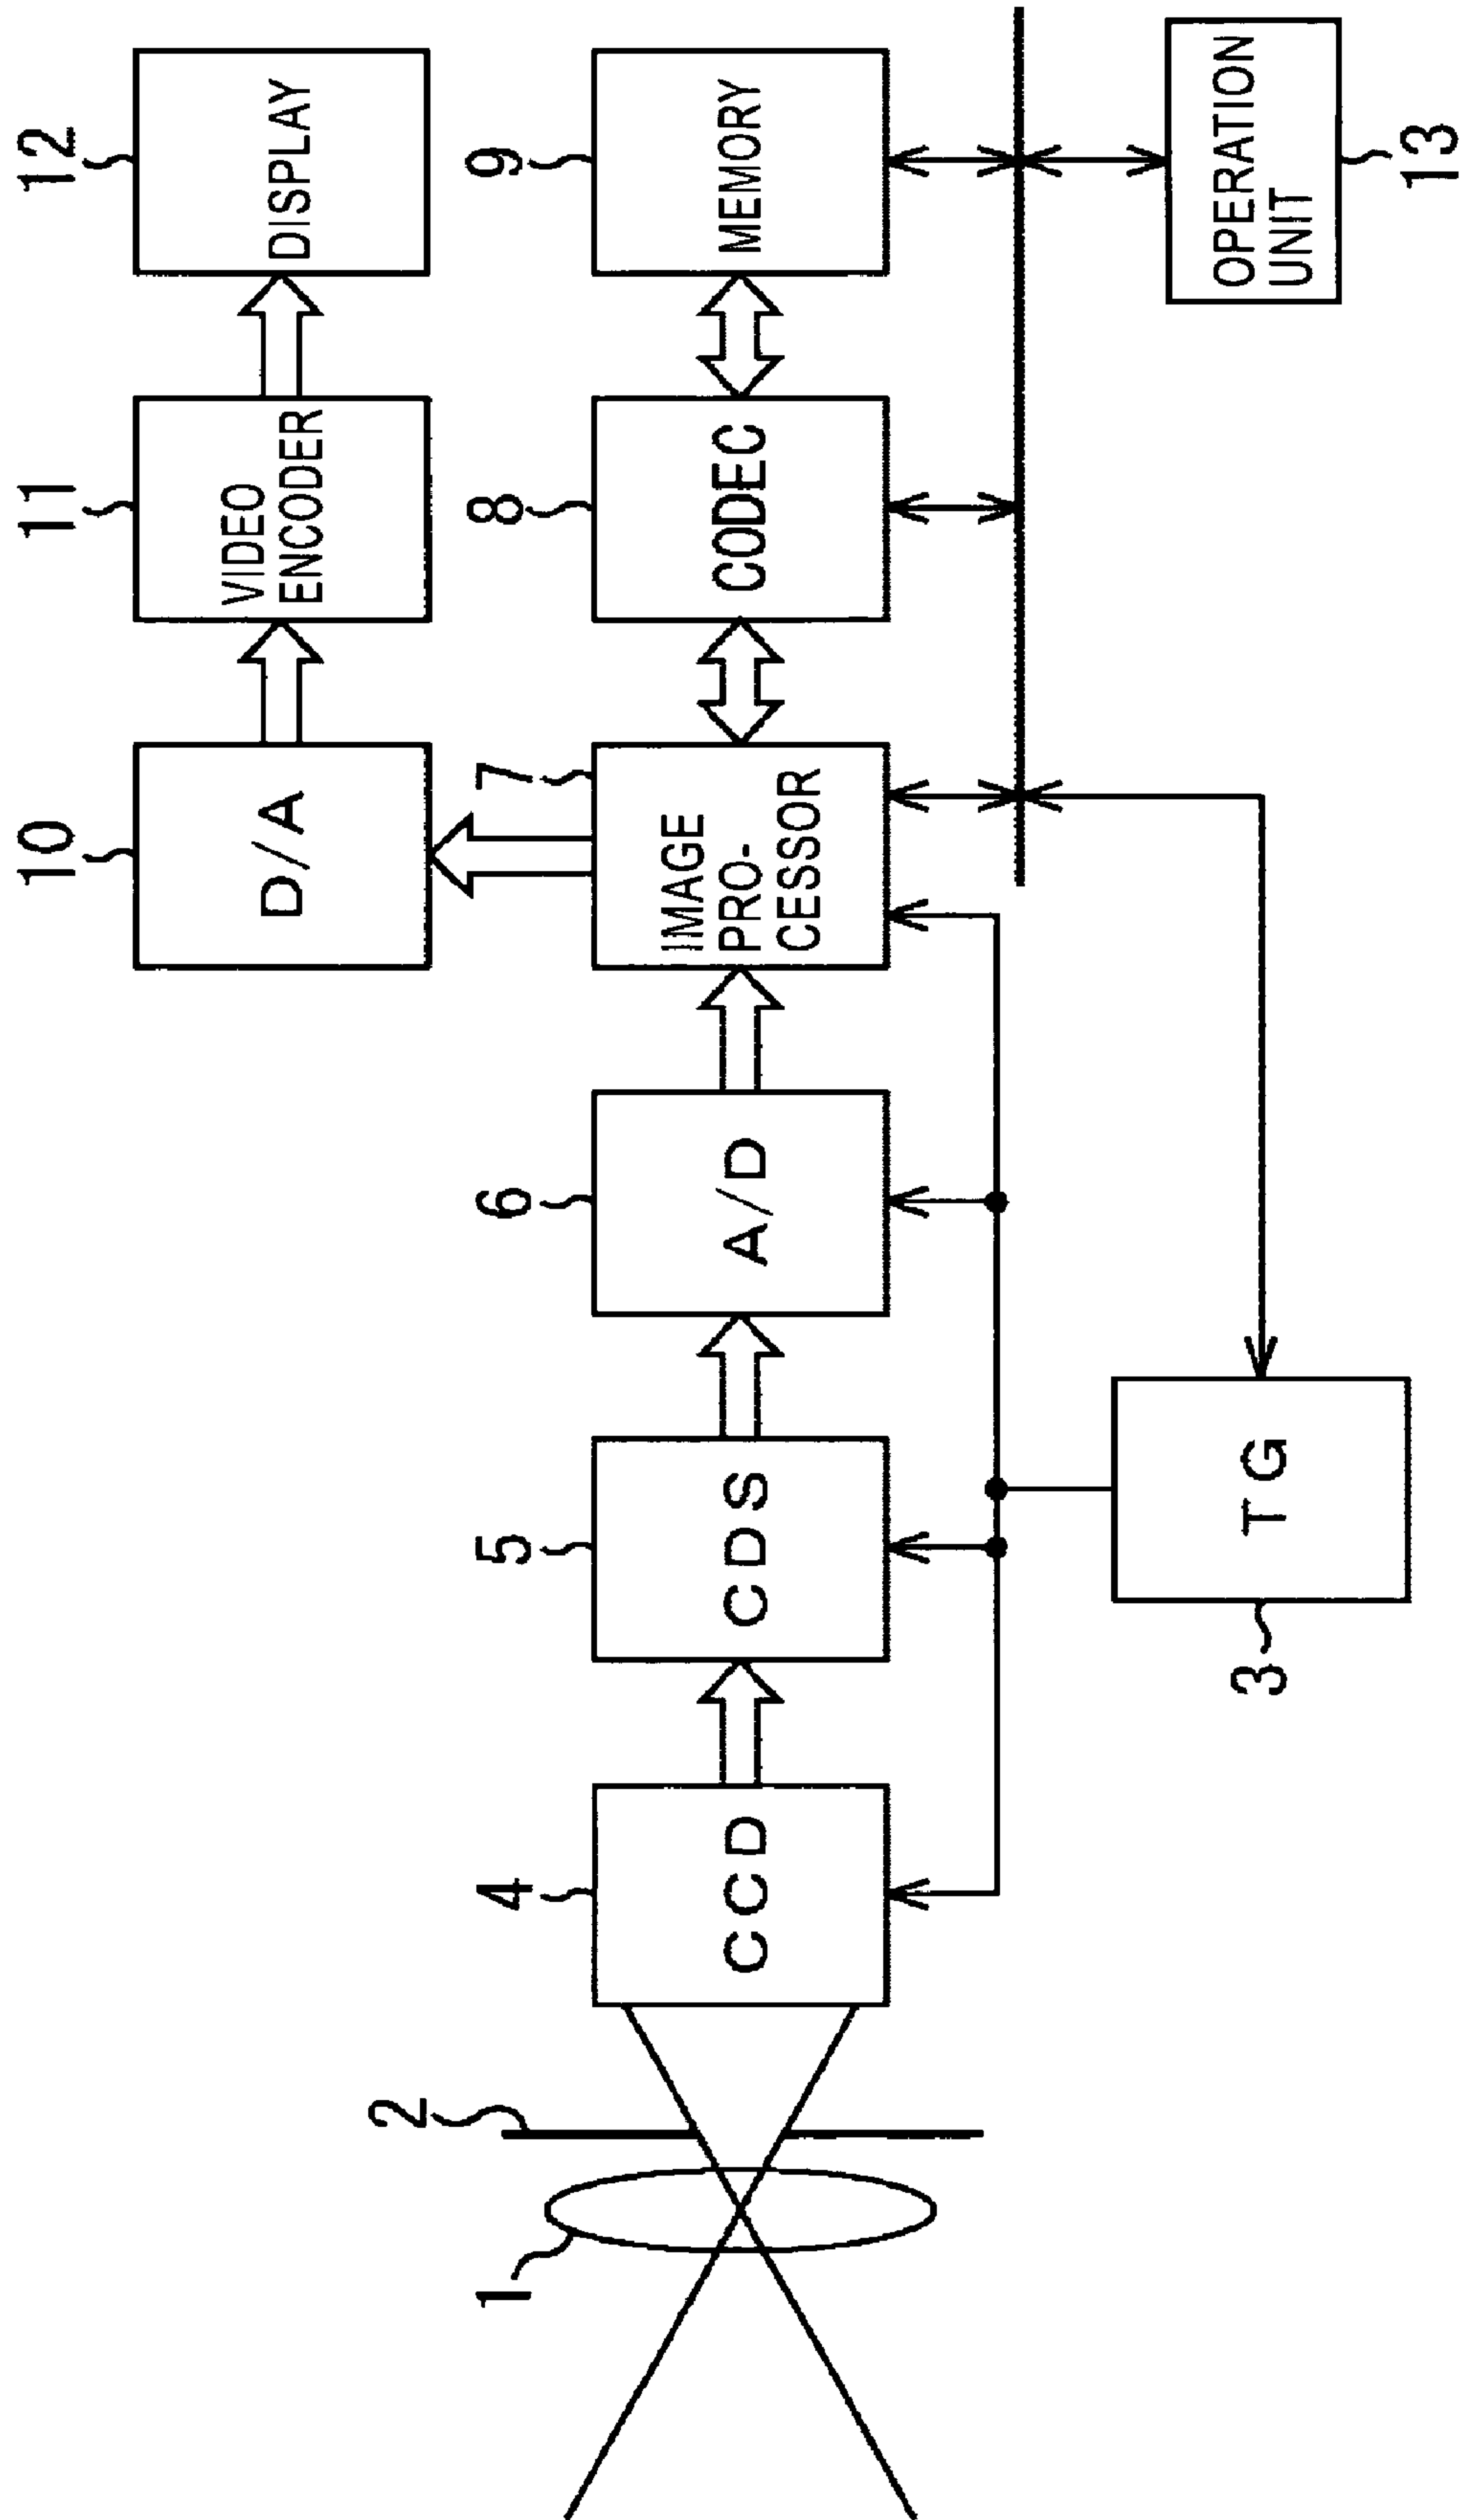 10
11
12
D/A
VIDEO
ENCODER
DISPLAY
2
1
4
5
6
7
8
9
CCD
CDS
A/D
IMAGE
PRO-
CESSOR
CODEC
MEMORY
3
TG
OPERATION
UNIT
13